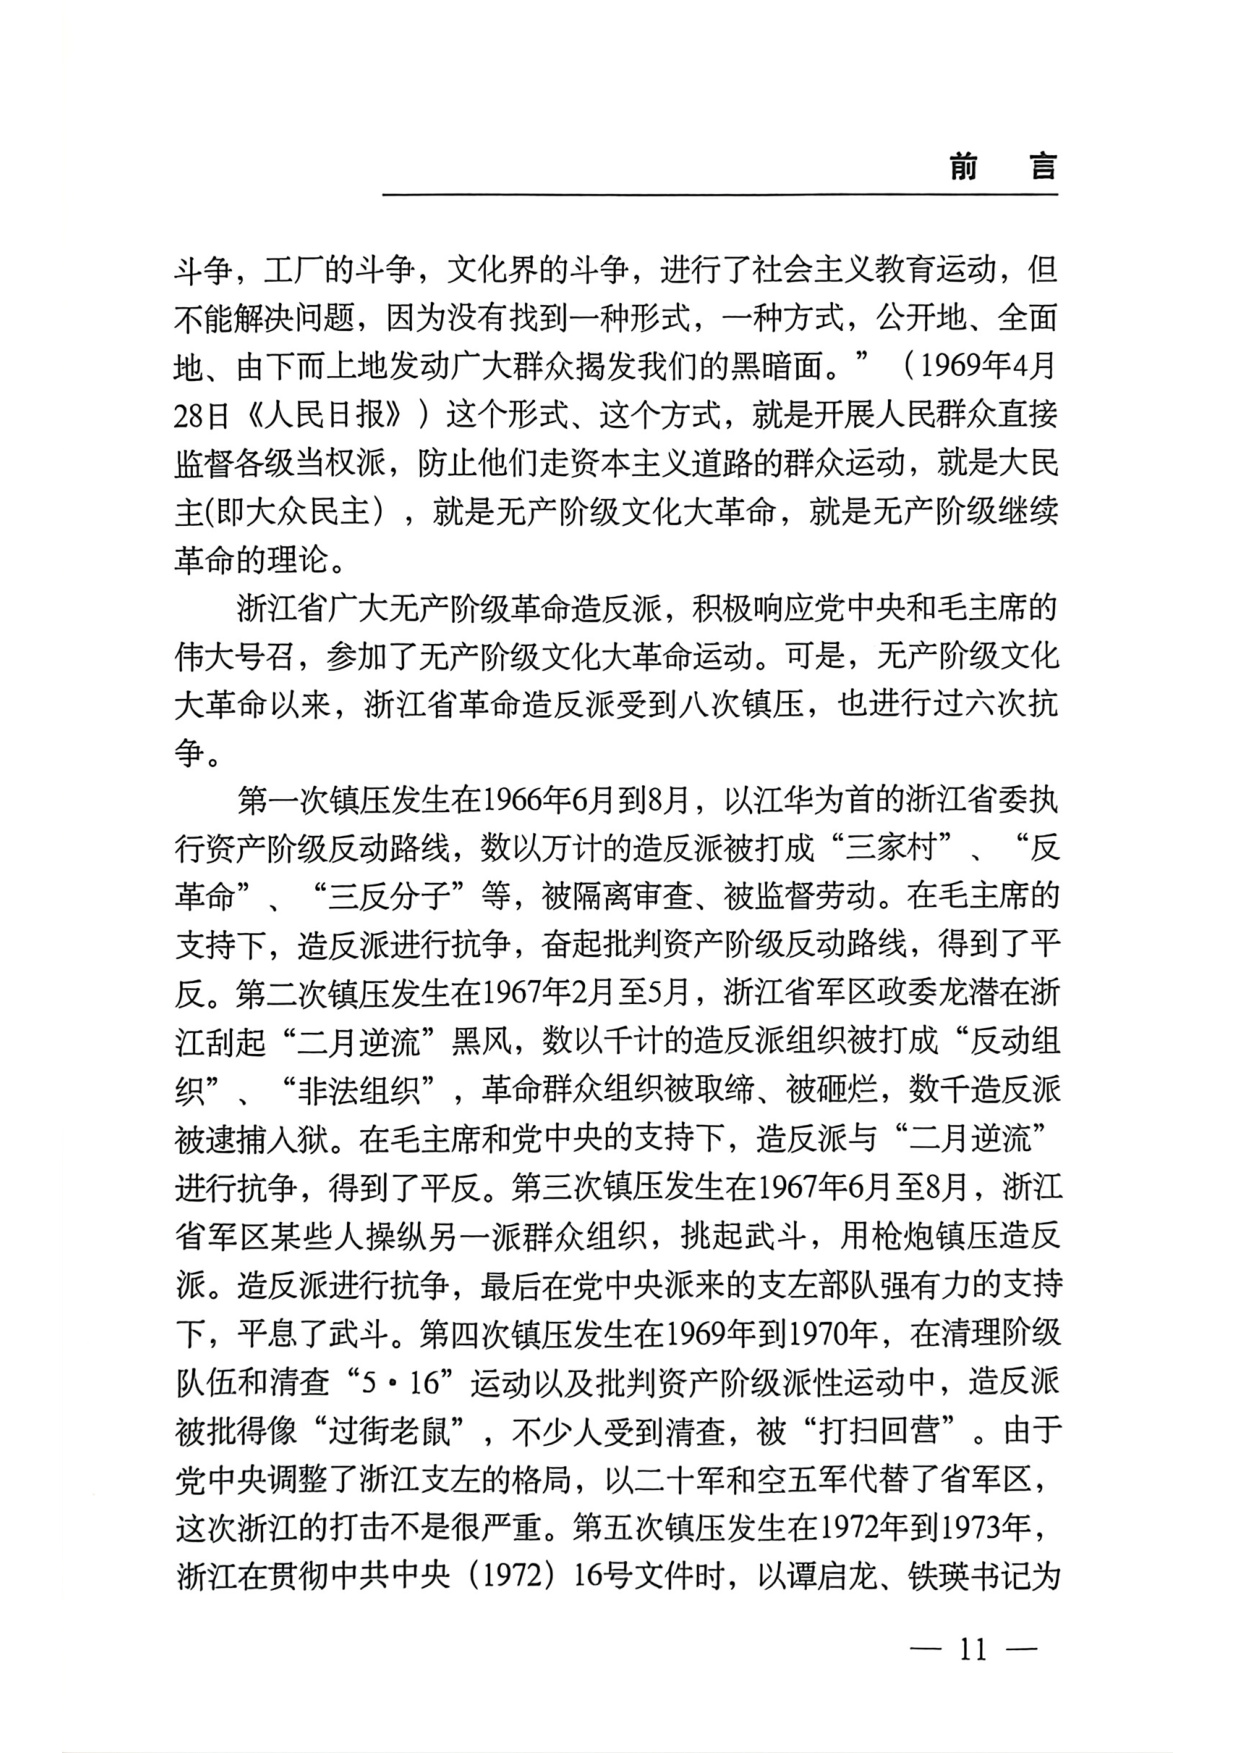 前　言
斗争，工厂的斗争，文化界的斗争，进行了社会主义教育运动，但
不能解决问题，因为没有找到一种形式，一种方式，公开地、全面
地、由下而上地发动广大群众揭发我们的黑暗面。”（1969年4月
28日《人民日报》）这个形式、这个方式，就是开展人民群众直接
监督各级当权派，防止他们走资本主义道路的群众运动，就是大民
主(即大众民主），就是无产阶级文化大革命，就是无产阶级继续
革命的理论。
浙江省广大无产阶级革命造反派，积极响应党中央和毛主席的
伟大号召，参加了无产阶级文化大革命运动。可是，无产阶级文化
大革命以来，浙江省革命造反派受到八次镇压，也进行过六次抗
争。
第一次镇压发生在1966年6月到8月，以江华为首的浙江省委执
行资产阶级反动路线，数以万计的造反派被打成“三家村”、“反
革命”、“三反分子”等，被隔离审查、被监督劳动。在毛主席的
支持下，造反派进行抗争，奋起批判资产阶级反动路线，得到了平
反。第二次镇压发生在1967年2月至5月，浙江省军区政委龙潜在浙
江刮起“二月逆流”黑风，数以千计的造反派组织被打成“反动组
织”、“非法组织”，革命群众组织被取缔、被砸烂，数千造反派
被逮捕入狱。在毛主席和党中央的支持下，造反派与“二月逆流”
进行抗争，得到了平反。第三次镇压发生在1967年6月至8月，浙江
省军区某些人操纵另一派群众组织，挑起武斗，用枪炮镇压造反
派。造反派进行抗争，最后在党中央派来的支左部队强有力的支持
下，平息了武斗。第四次镇压发生在1969年到1970年，在清理阶级
队伍和清查“5·16”运动以及批判资产阶级派性运动中，造反派
被批得像“过街老鼠”，不少人受到清查，被“打扫回营”。由于
党中央调整了浙江支左的格局，以二十军和空五军代替了省军区，
这次浙江的打击不是很严重。第五次镇压发生在1972年到1973年，
浙江在贯彻中共中央（1972）16号文件时，以谭启龙、铁瑛书记为
— 11 —